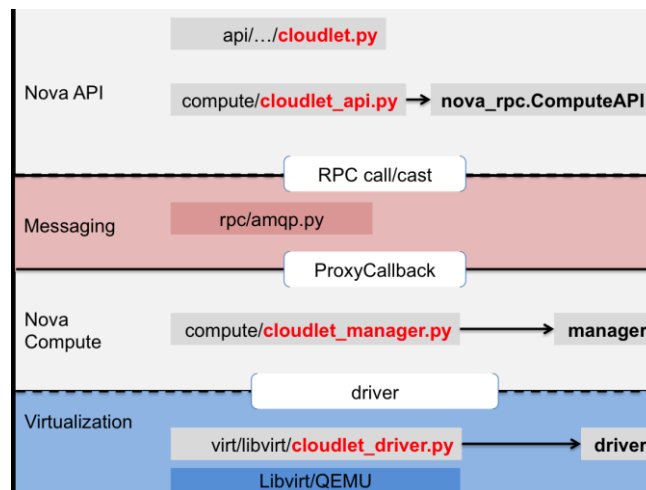 api/…/cloudlet.py
Nova API
compute/cloudlet_api.py
nova_rpc.ComputeAPI
RPC call/cast
Messaging
rpc/amqp.py
ProxyCallback
Nova
Compute
compute/cloudlet_manager.py
manager
driver
Virtualization
virt/libvirt/cloudlet_driver.py
driver
Libvirt/QEMU